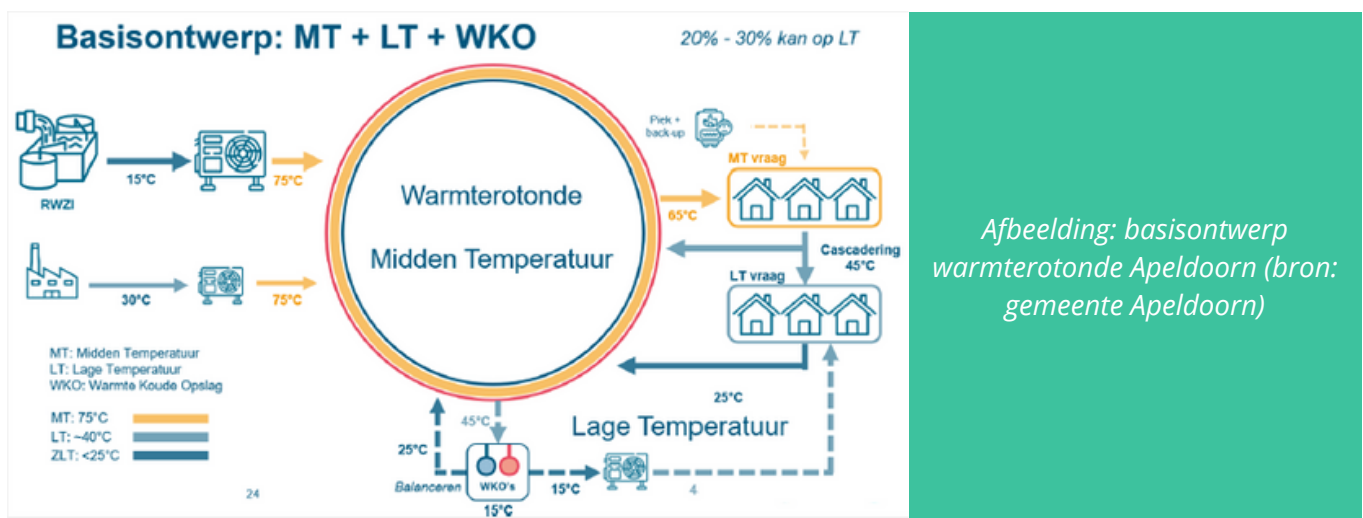 Basisontwerp: MT + LT + WKO
20% - 30% kan op LT
RWZI
15°C
75°C
30°C
75°C
Warmterotonde
Midden Temperatuur
Piek +
back-up
MT vraag
65°C
Cascadering
45°C
LT vraag
25°C
MT: Midden Temperatuur
LT: Lage Temperatuur
WKO: Warmte Koude Opslag
MT: 75°C
LT: ~40°C
ZLT: <25°C
45°C
25°C
Lage Temperatuur
Balanceren
WKO's
15°C
15°C
24
4
Afbeelding: basisontwerp
warmterotonde Apeldoorn (bron:
gemeente Apeldoorn)